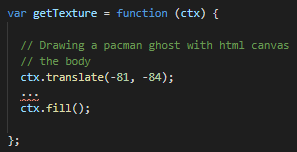 var getTexture = function (ctx) {
// Drawing a pacman ghost with html canvas
// the body
ctx.translate(-81, -84);
...
ctx.fill();
};